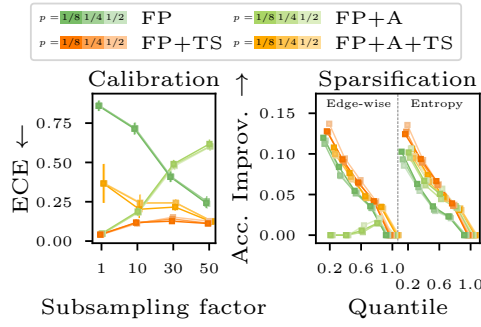 p = 1/8 1/4 1/2 FP
p = 1/8 1/4 1/2 FP+A
p = 1/8 1/4 1/2 FP+TS
p = 1/8 1/4 1/2 FP+A+TS
Calibration
Sparsification
ECE ←
0.75
0.50
0.25
0.00
1 10 30 50
Subsampling factor
Acc. Improv. →
Edge-wise
Entropy
0.15
0.10
0.05
0.00
0.2 0.6 1.0
0.2 0.6 1.0
Quantile